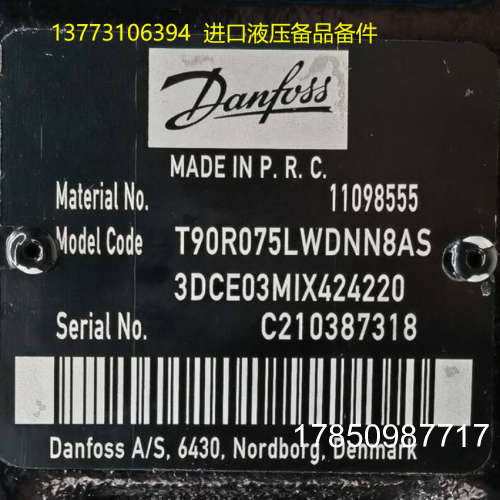 13773106394 进口液压备品备件
Danfoss
MADE IN P. R. C.
Material No. 11098555
Model Code T90R075LWDNN8AS
3DCE03MIX424220
Serial No. C210387318
17850987717
Danfoss A/S, 6430, Nordborg, Denmark